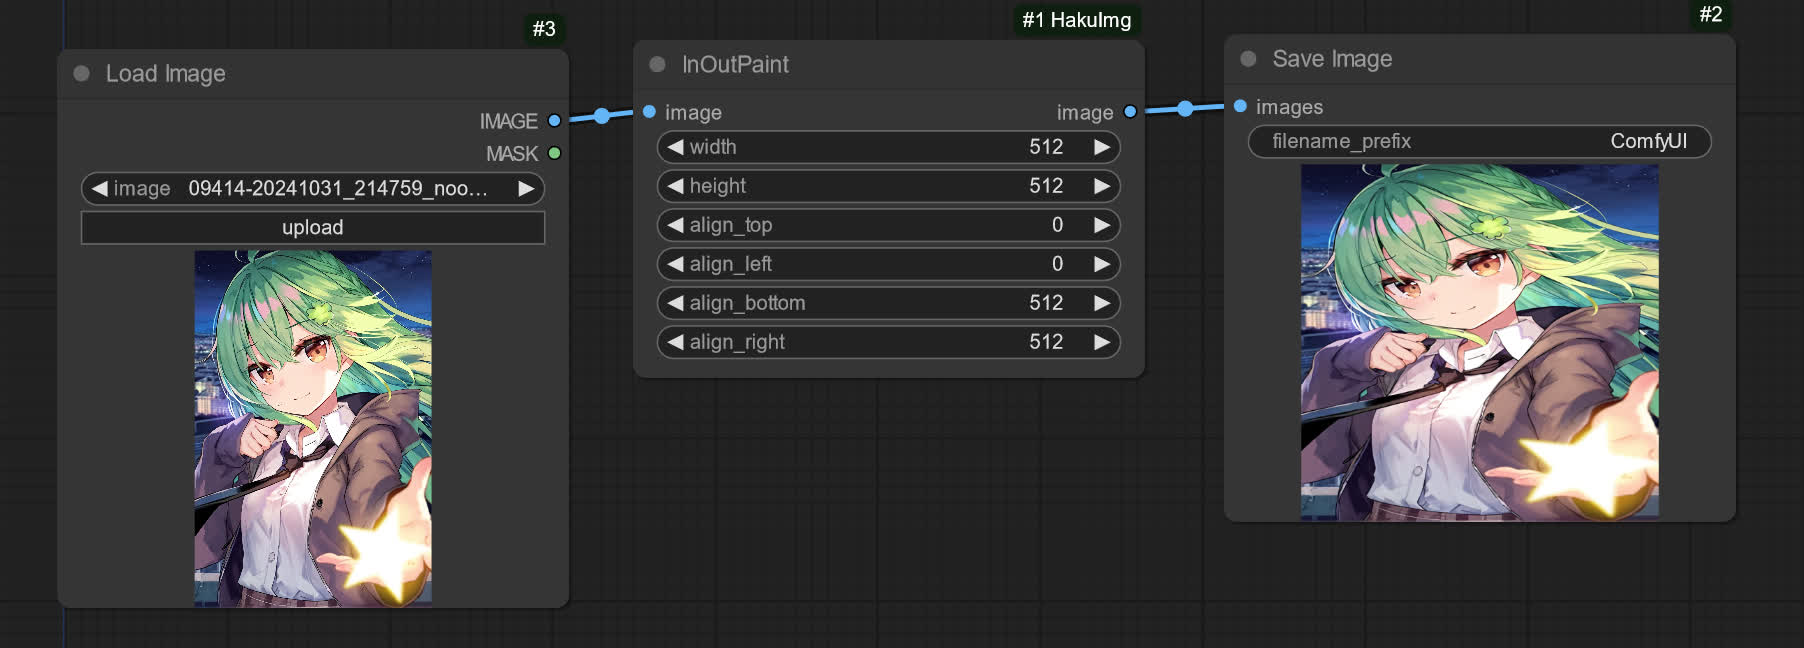 #3
Load Image
IMAGE
MASK
image 09414-20241031_214759_noo...
upload
#1 HakuImg
InOutPaint
image image
width 512
height 512
align_top 0
align_left 0
align_bottom 512
align_right 512
#2
Save Image
images
filename_prefix ComfyUI